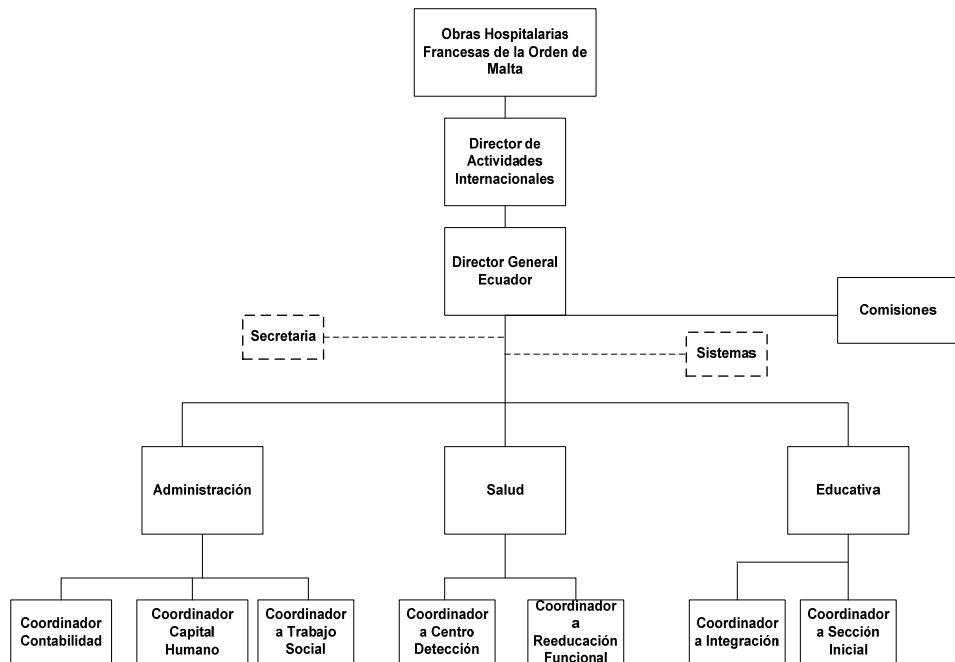 Obras Hospitalarias
Francesas de la Orden de
Malta
Director de
Actividades
Internacionales
Director General
Ecuador
Comisiones
Secretaria
Sistemas
Administración
Salud
Educativa
Coordinador
Contabilidad
Coordinador
Capital
Humano
Coordinador
a Trabajo
Social
Coordinador
a Centro
Detección
Coordinador
a
Reeducación
Funcional
Coordinador
a Integración
Coordinador
a Sección
Inicial